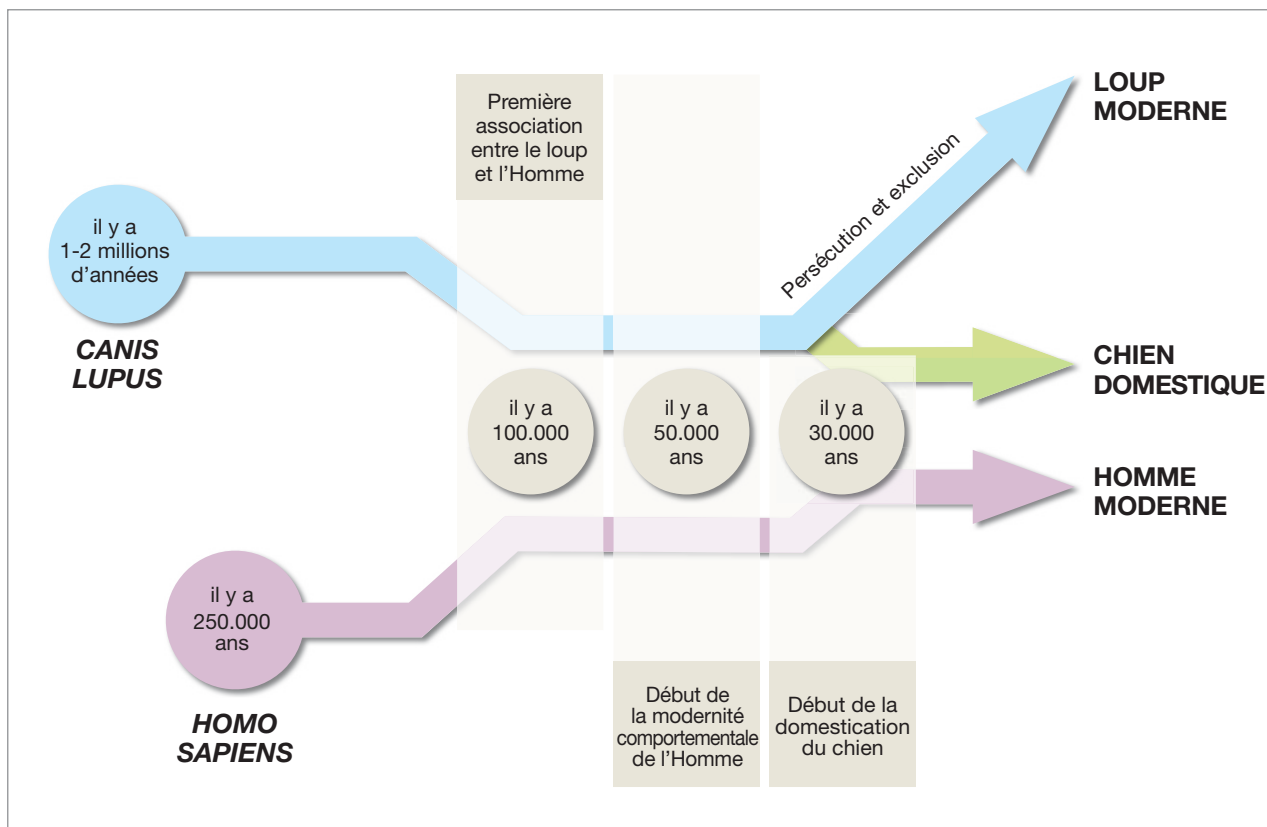 Première
association
entre le loup
et l'Homme
LOUP
MODERNE
Persécution et exclusion
il y a
1-2 millions
d'années
CANIS
LUPUS
CHIEN
DOMESTIQUE
il y a
100.000
ans
il y a
50.000
ans
il y a
30.000
ans
HOMME
MODERNE
il y a
250.000
ans
HOMO
SAPIENS
Début de
la modernité
comportementale
de l'Homme
Début de la
domestication
du chien